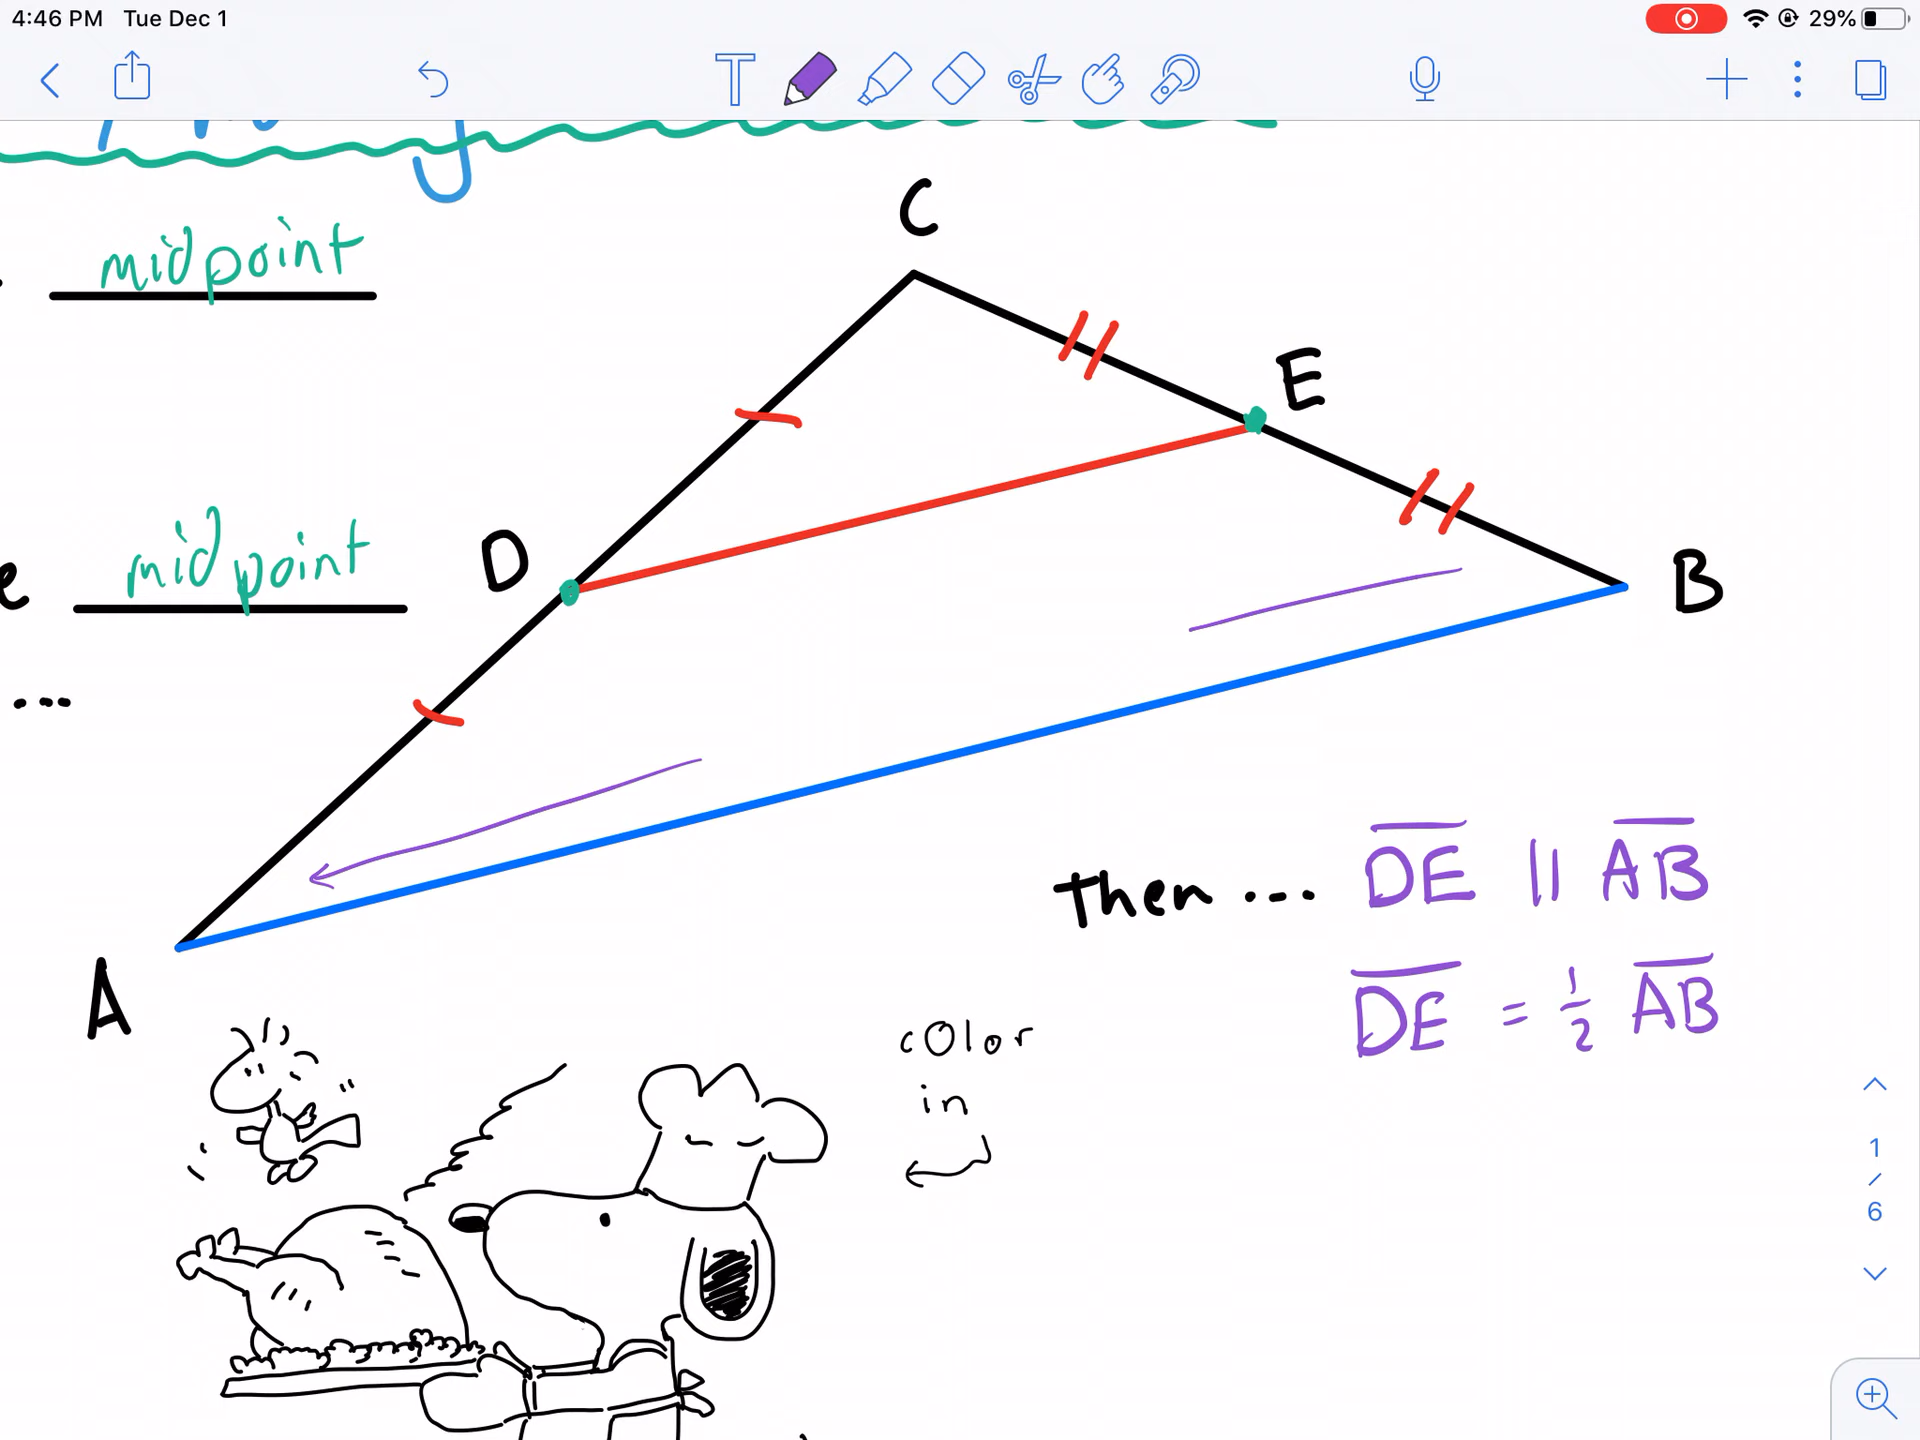 4:46 PM Tue Dec 1
29%
T
midpoint
C
E
D
midpoint
B
e
...
Then ... DE || AB
DE = 1/2 AB
A
color
in
1
/
6